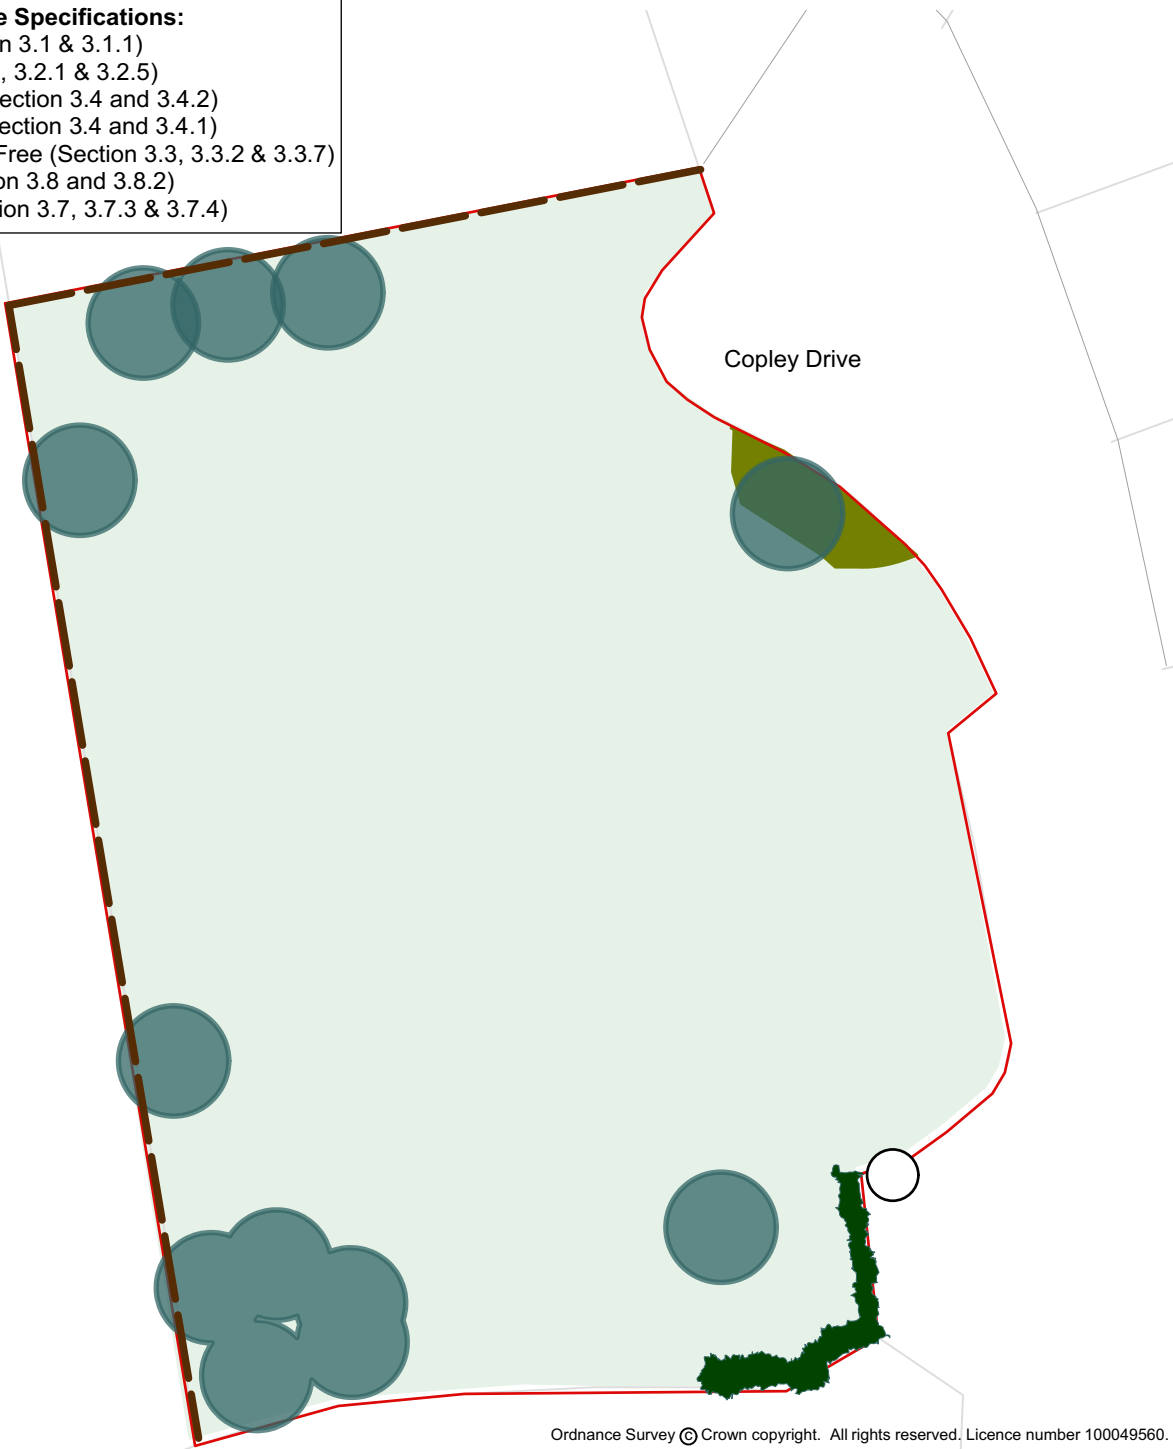 e Specifications:
n 3.1 & 3.1.1)
, 3.2.1 & 3.2.5)
ection 3.4 and 3.4.2)
ection 3.4 and 3.4.1)
Free (Section 3.3, 3.3.2 & 3.3.7)
on 3.8 and 3.8.2)
ion 3.7, 3.7.3 & 3.7.4)
Copley Drive
Ordnance Survey © Crown copyright. All rights reserved. Licence number 100049560.